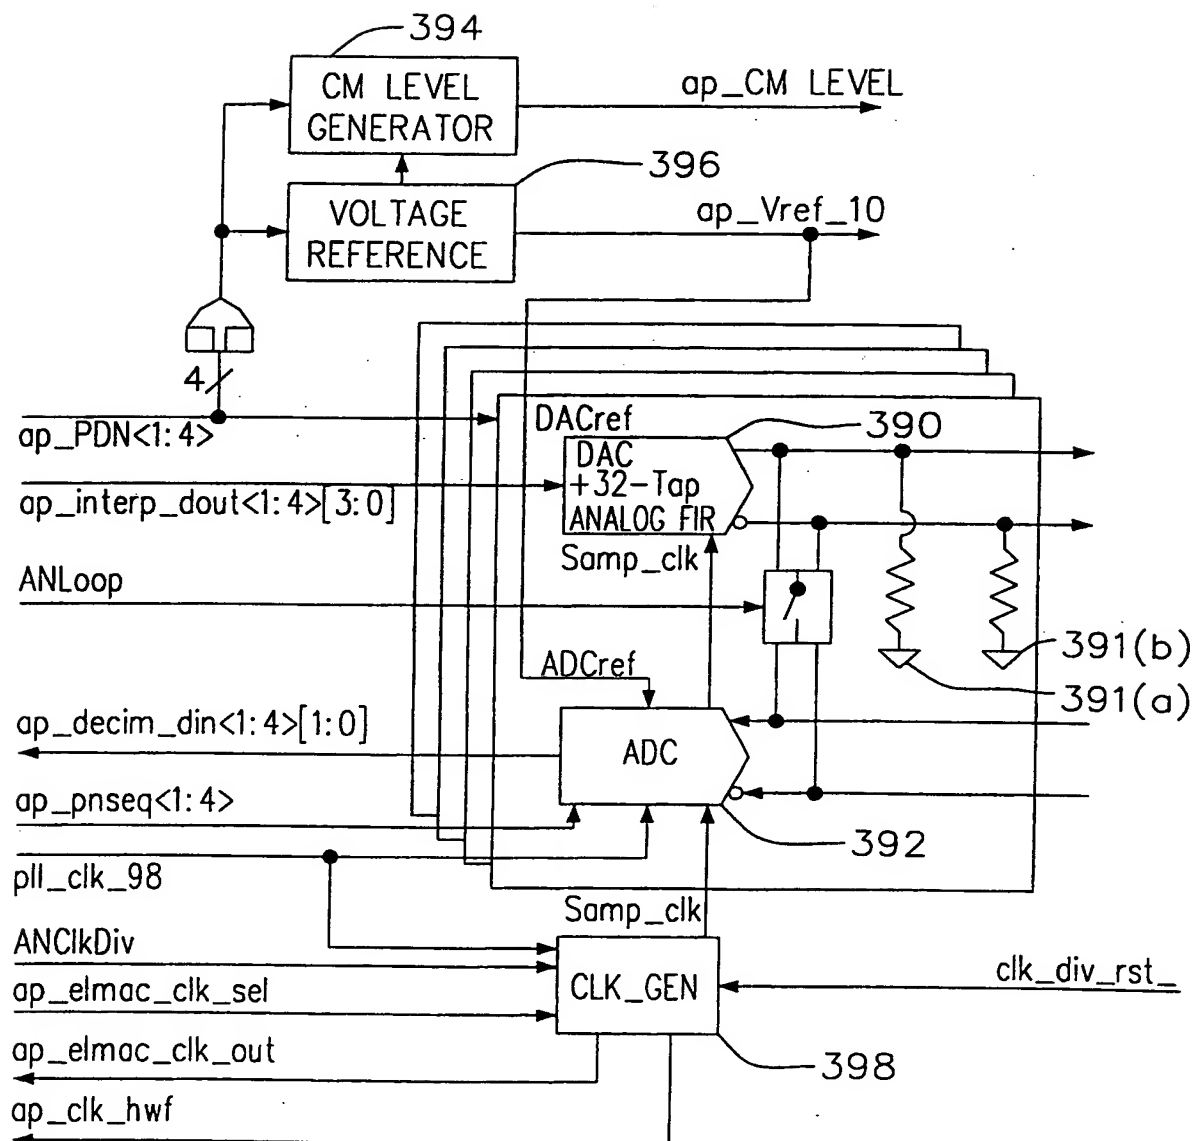 394
CM LEVEL
GENERATOR
ap_CM LEVEL
396
VOLTAGE
REFERENCE
ap_Vref_10
4
ap_PDN<1:4>
DACref
390
DAC
+32-Tap
ANALOG FIR
ap_interp_dout<1:4>[3:0]
Samp_clk
ANLoop
391(b)
391(a)
ADCref
ap_decim_din<1:4>[1:0]
ADC
ap_pnseq<1:4>
392
pll_clk_98
Samp_clk
ANClkDiv
CLK_GEN
clk_div_rst_
ap_elmac_clk_sel
ap_elmac_clk_out
398
ap_clk_hwf